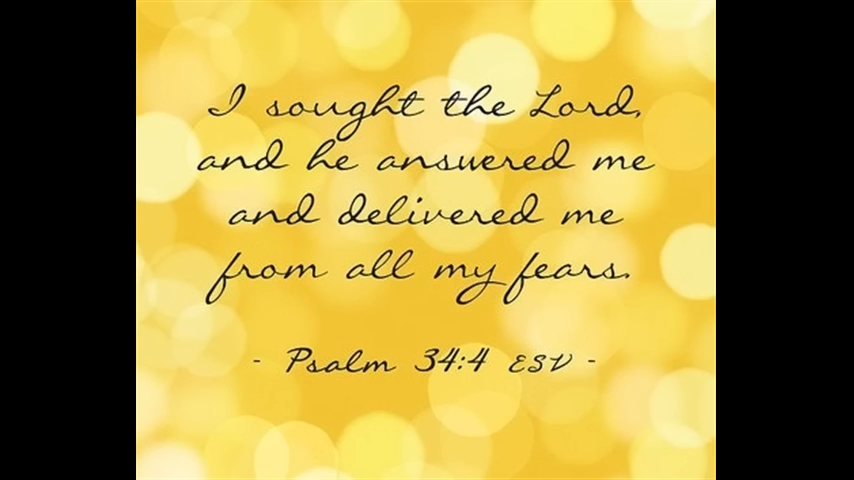 I sought the Lord,
and he answered me
and delivered me
from all my fears.
- Psalm 34:4 ESV -